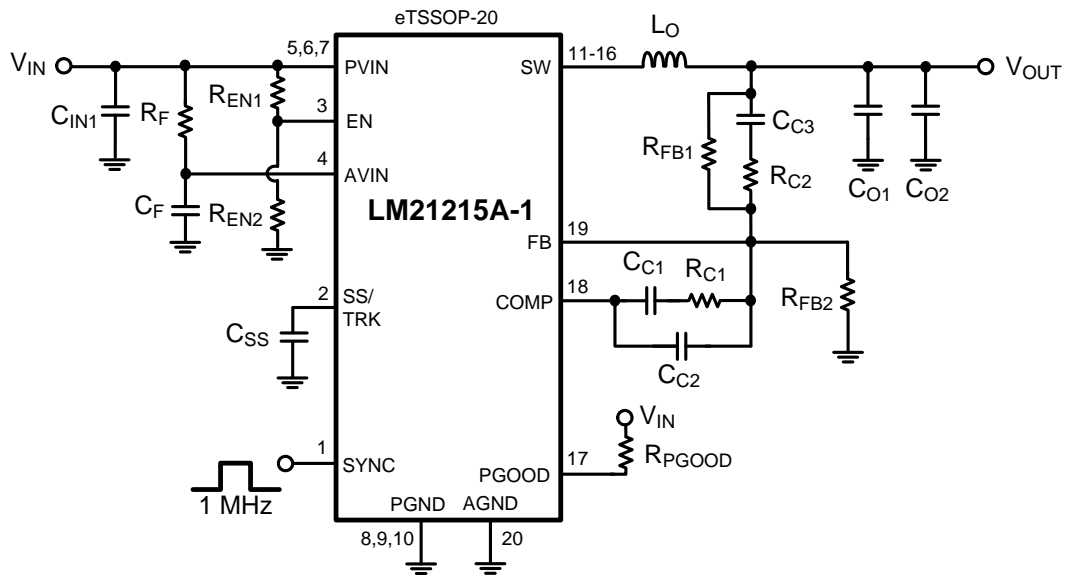 eTSSOP-20
VIN
5,6,7
PVIN
SW
11-16
LO
VOUT
CIN1
RF
REN1
3
EN
4
AVIN
CF
REN2
LM21215A-1
RFB1
CC3
RC2
CO1
CO2
FB
19
CC1
RC1
COMP
18
CC2
RFB2
2
SS/
TRK
CSS
VIN
RPGOOD
1
SYNC
1 MHz
PGOOD
17
PGND
AGND
8,9,10
20